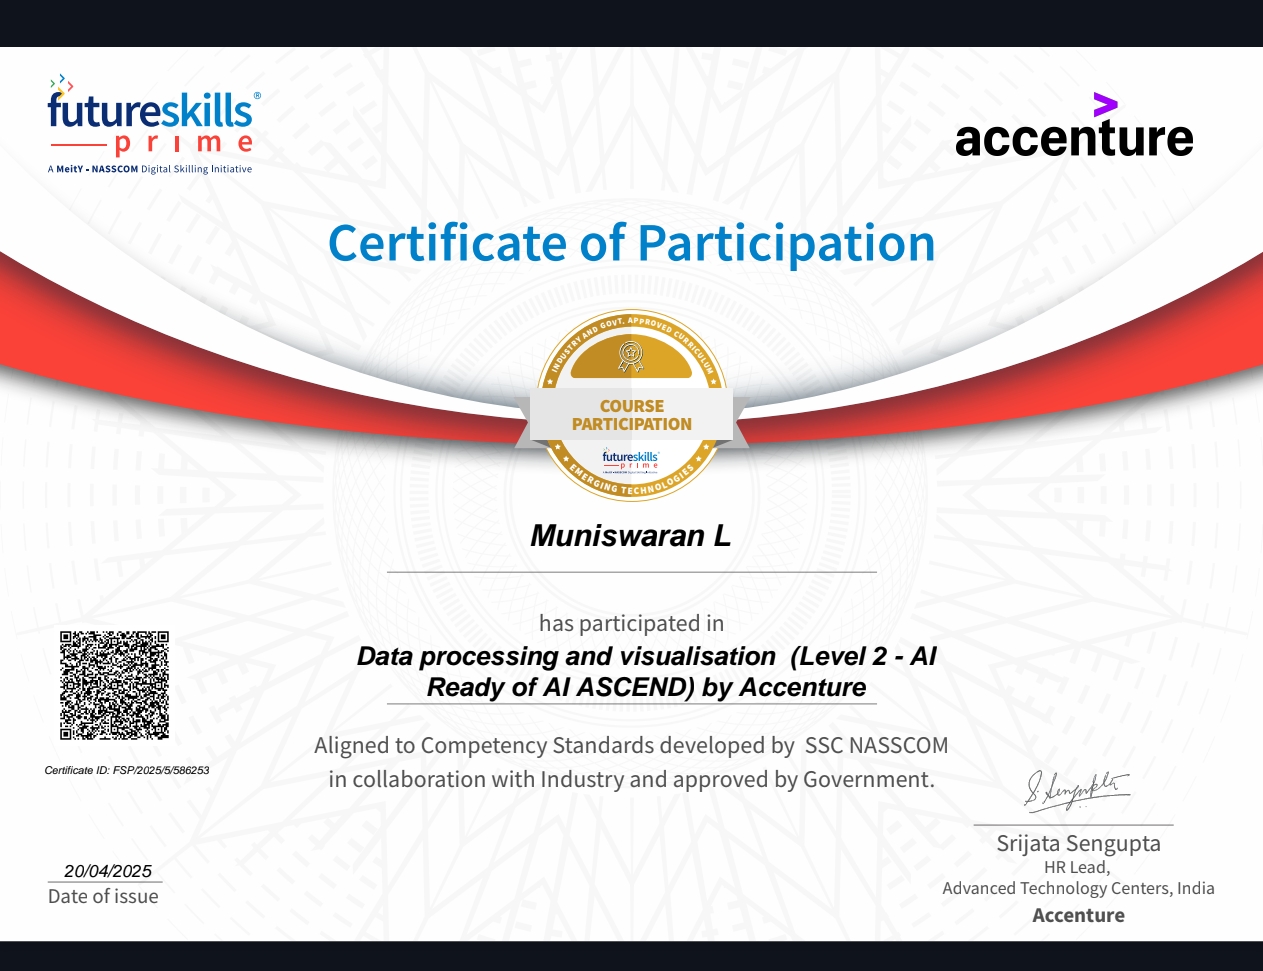 futureskills®
prime
A MeitY - NASSCOM Digital Skilling Initiative
accenture
Certificate of Participation
INDUSTRY AND GOVT. APPROVED CURRICULUM
COURSE
PARTICIPATION
futureskills
prime
EMERGING TECHNOLOGIES
Muniswaran L
has participated in
Data processing and visualisation (Level 2 - AI
Ready of AI ASCEND) by Accenture
Aligned to Competency Standards developed by SSC NASSCOM
in collaboration with Industry and approved by Government.
Certificate ID: FSP/2025/5/586253
20/04/2025
Date of issue
S. Sengupta
Srijata Sengupta
HR Lead,
Advanced Technology Centers, India
Accenture